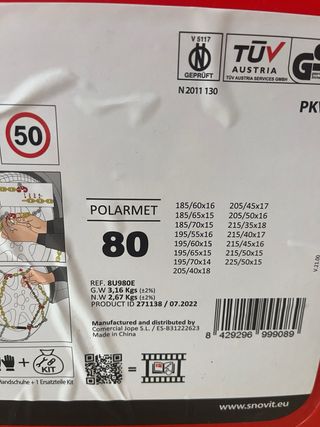 V 5117
N
GEPRÜFT
N 2011 130
TÜV
AUSTRIA
TÜV AUSTRIA SERVICES GMBH
GS
PKW
50
POLARMET
80
185/60x16 205/45x17
185/65x15 205/50x16
185/70x15 215/35x18
195/55x16 215/40x17
195/60x15 215/45x16
195/65x15 215/50x15
195/70x14 225/50x15
205/40x18
REF. 8U980E
G.W 3,16 Kgs (±2%)
N.W 2,67 Kgs (±2%)
PRODUCT ID 271138 / 07.2022
Manufactured and distributed by
Comercial Jope S.L. / ES-B31222623
Made in China
8 429296 999089
V.21.00
+ KIT
Handschuhe + 1 Ersatzteile Kit
=
www.snovit.eu